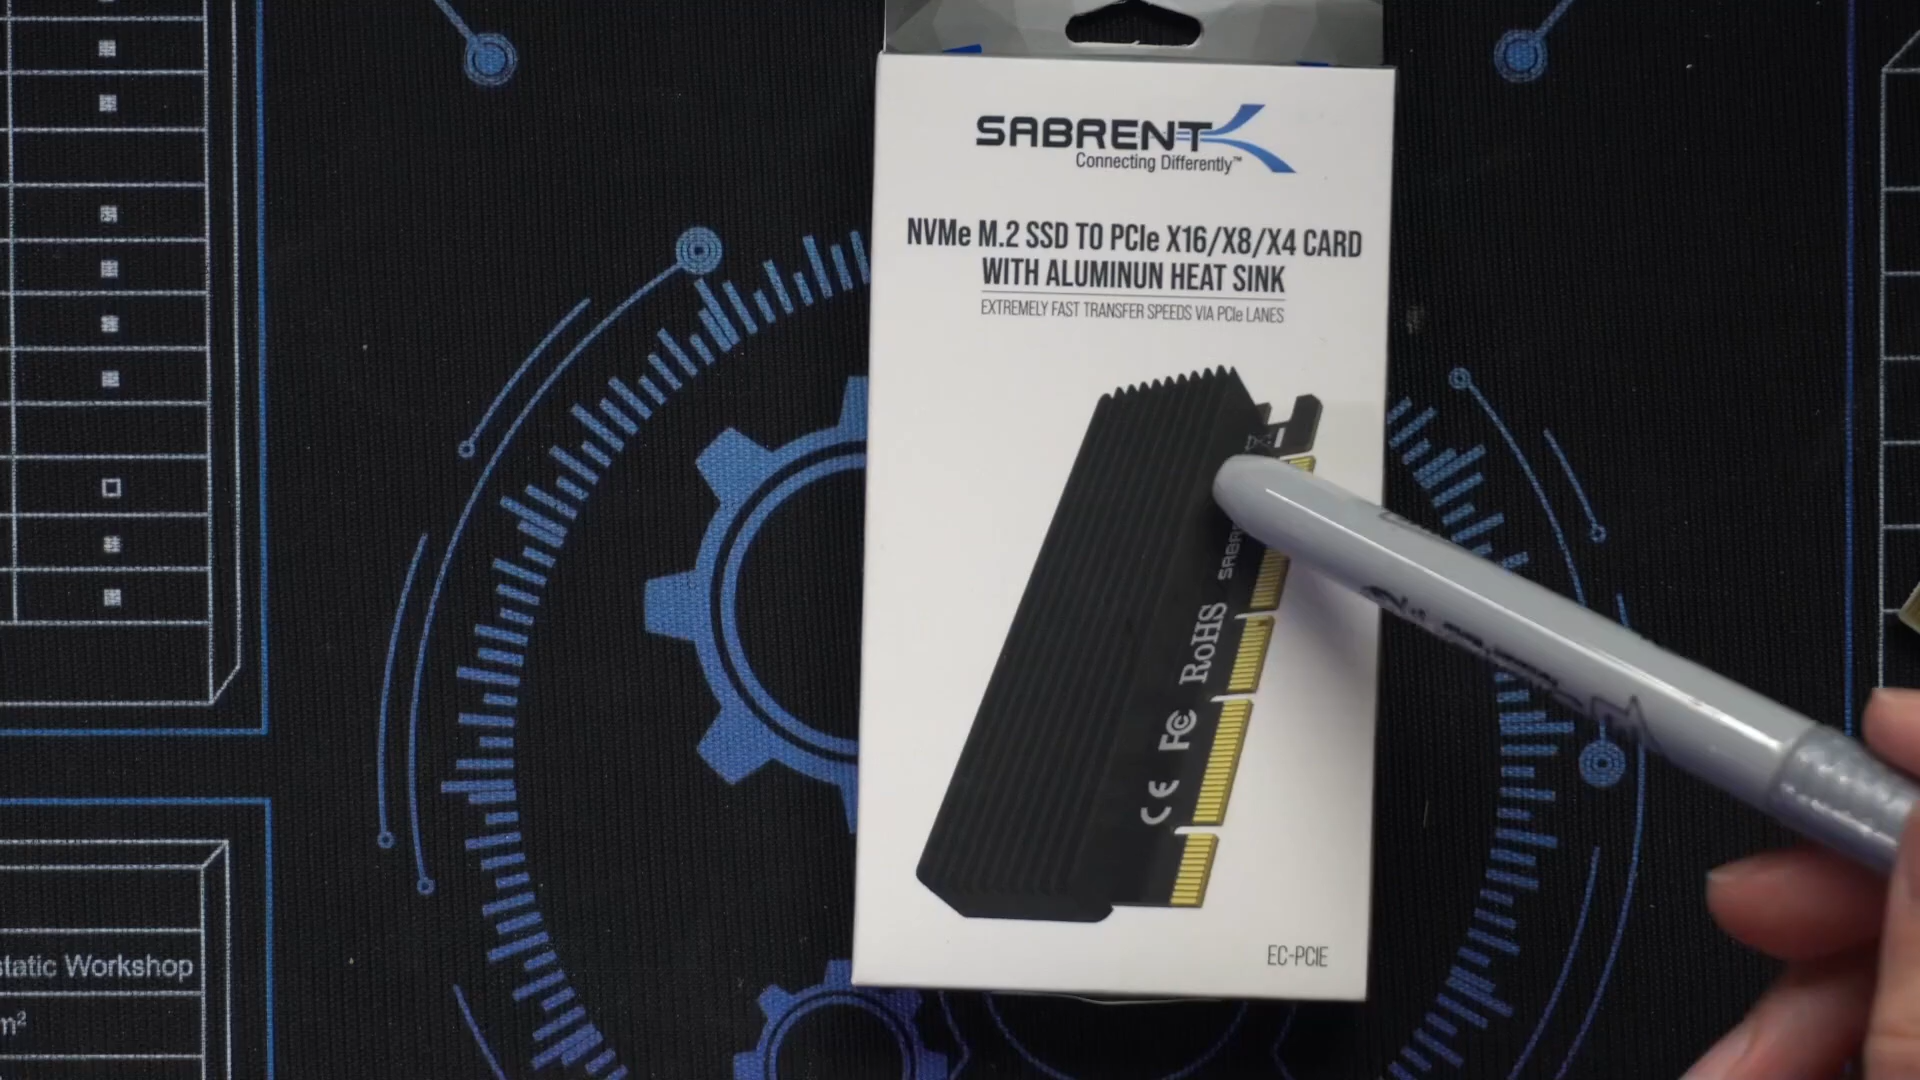 SABRENT
Connecting Differently™
NVMe M.2 SSD TO PCIe X16/X8/X4 CARD
WITH ALUMINUN HEAT SINK
EXTREMELY FAST TRANSFER SPEEDS VIA PCIe LANES
RoHS
FC
CE
EC-PCIE
Workshop
m²